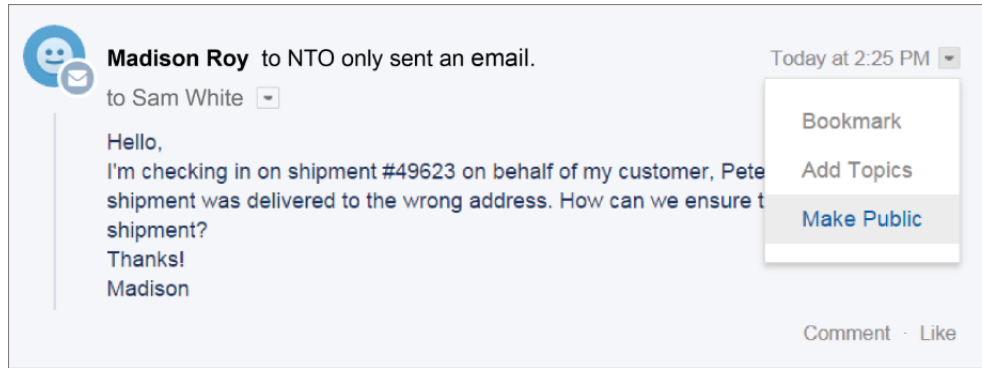 Madison Roy to NTO only sent an email. Today at 2:25 PM
to Sam White
Bookmark
Add Topics
Make Public
Hello,
I'm checking in on shipment #49623 on behalf of my customer, Pete
shipment was delivered to the wrong address. How can we ensure t
shipment?
Thanks!
Madison
Comment · Like